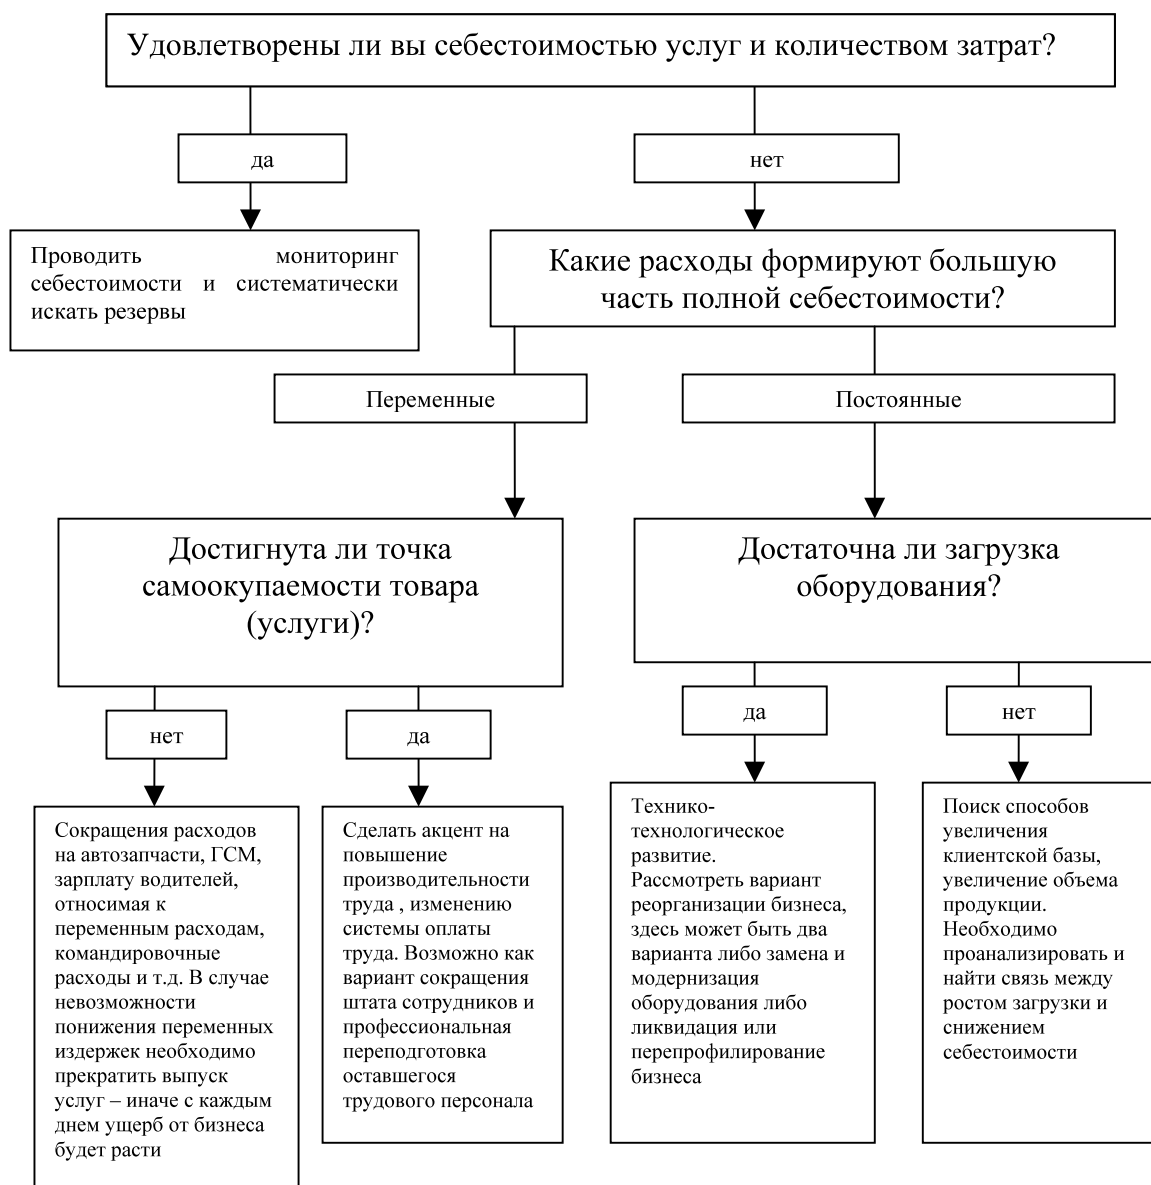 Удовлетворены ли вы себестоимостью услуг и количеством затрат?
да
нет
Проводить мониторинг
себестоимости и систематически
искать резервы
Какие расходы формируют большую
часть полной себестоимости?
Переменные
Постоянные
Достигнута ли точка
самоокупаемости товара
(услуги)?
Достаточна ли загрузка
оборудования?
нет
да
да
нет
Сокращения расходов
на автозапчасти, ГСМ,
зарплату водителей,
относимая к
переменным расходам,
командировочные
расходы и т.д. В случае
невозможности
понижения переменных
издержек необходимо
прекратить выпуск
услуг – иначе с каждым
днем ущерб от бизнеса
будет расти
Сделать акцент на
повышение
производительности
труда , изменению
системы оплаты
труда. Возможно как
вариант сокращения
штата сотрудников и
профессиональная
переподготовка
оставшегося
трудового персонала
Технико-
технологическое
развитие.
Рассмотреть вариант
реорганизации бизнеса,
здесь может быть два
варианта либо замена и
модернизация
оборудования либо
ликвидация или
перепрофилирование
бизнеса
Поиск способов
увеличения
клиентской базы,
увеличение объема
продукции.
Необходимо
проанализировать и
найти связь между
ростом загрузки и
снижением
себестоимости